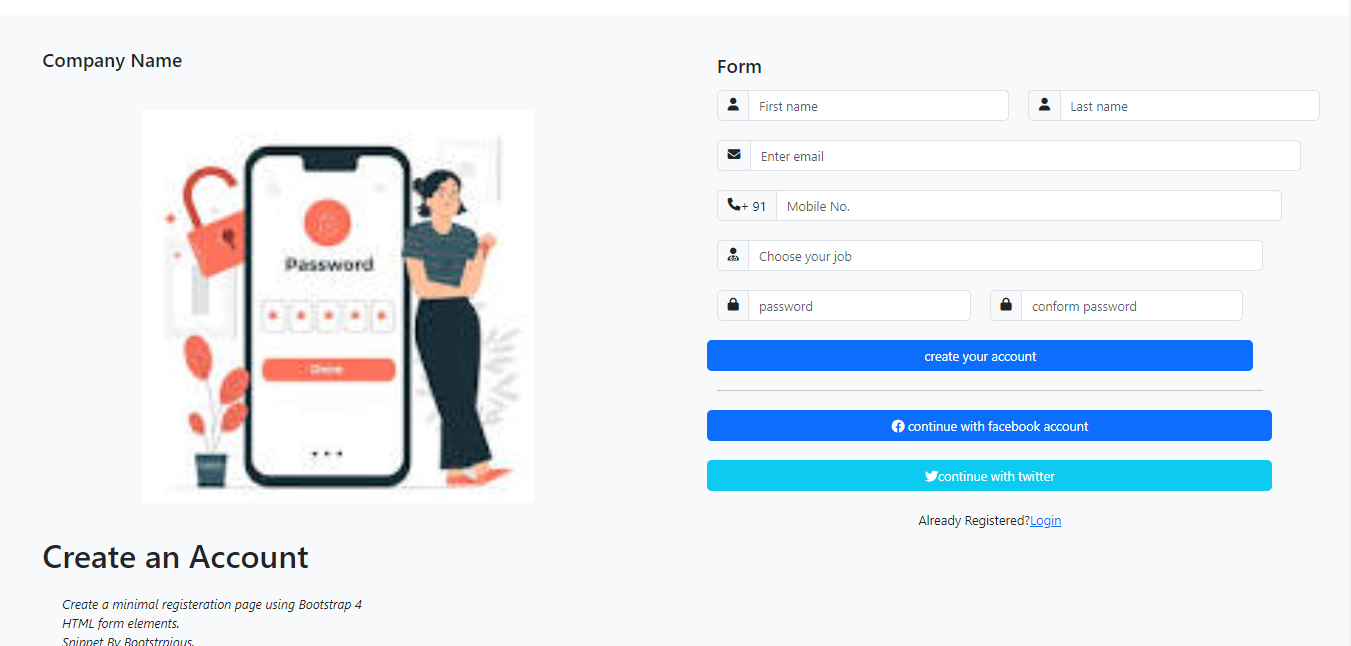 Company Name
Password
Create an Account
Create a minimal registeration page using Bootstrap 4
HTML form elements.
Snippet By Bootstrpious.
Form
First name
Last name
Enter email
+ 91 Mobile No.
Choose your job
password
conform password
create your account
continue with facebook account
continue with twitter
Already Registered?Login